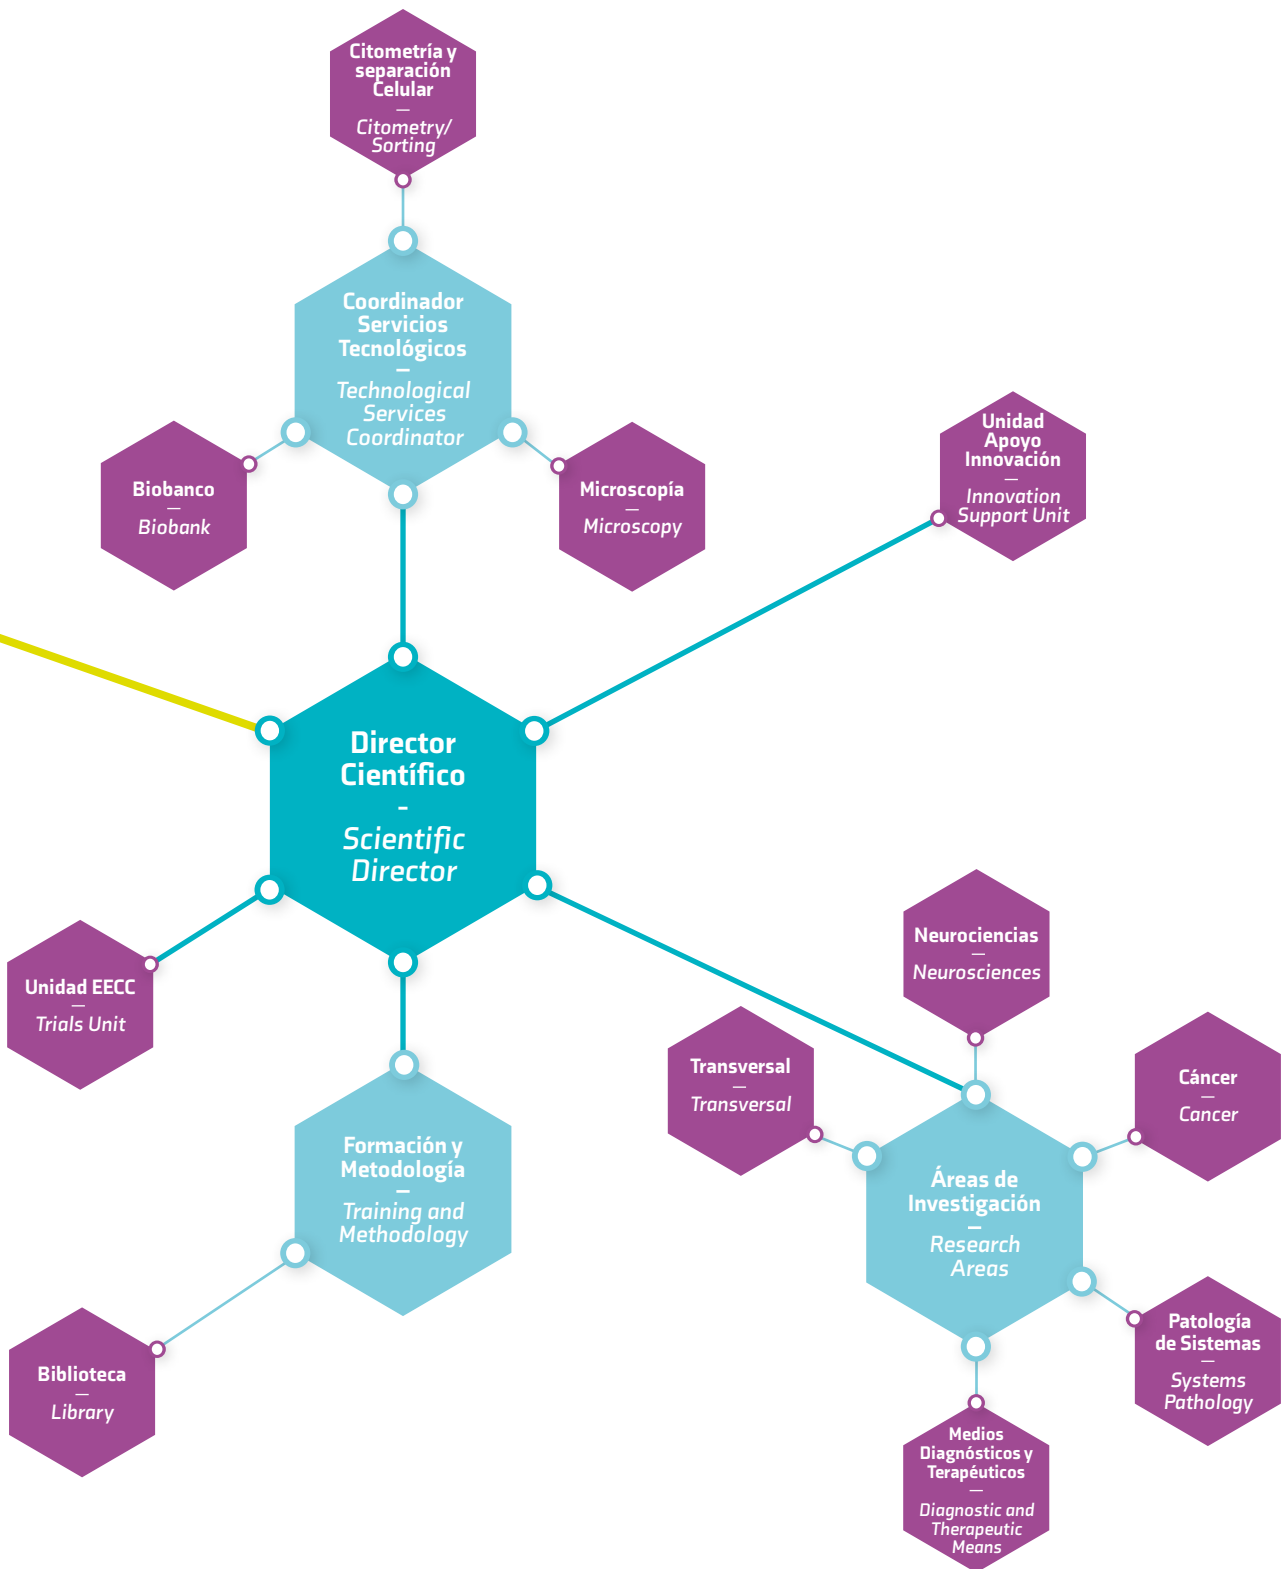 Citometría y
separación
Celular
—
Citometry/
Sorting
Coordinador
Servicios
Tecnológicos
–
Technological
Services
Coordinator
Biobanco
—
Biobank
Microscopía
—
Microscopy
Unidad
Apoyo
Innovación
—
Innovation
Support Unit
Director
Científico
-
Scientific
Director
Unidad EECC
—
Trials Unit
Formación y
Metodología
–
Training and
Methodology
Biblioteca
—
Library
Neurociencias
—
Neurosciences
Transversal
—
Transversal
Cáncer
—
Cancer
Áreas de
Investigación
–
Research
Areas
Patología
de Sistemas
—
Systems
Pathology
Medios
Diagnósticos y
Terapéuticos
—
Diagnostic and
Therapeutic
Means